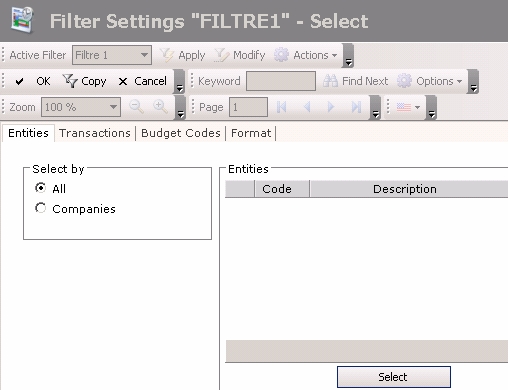 Filter Settings "FILTRE1" - Select
Active Filter Filtre 1 Apply Modify Actions
OK Copy Cancel Keyword Find Next Options
Zoom 100 % Page 1
Entities Transactions Budget Codes Format
Select by
All
Companies
Entities
Code Description
Select